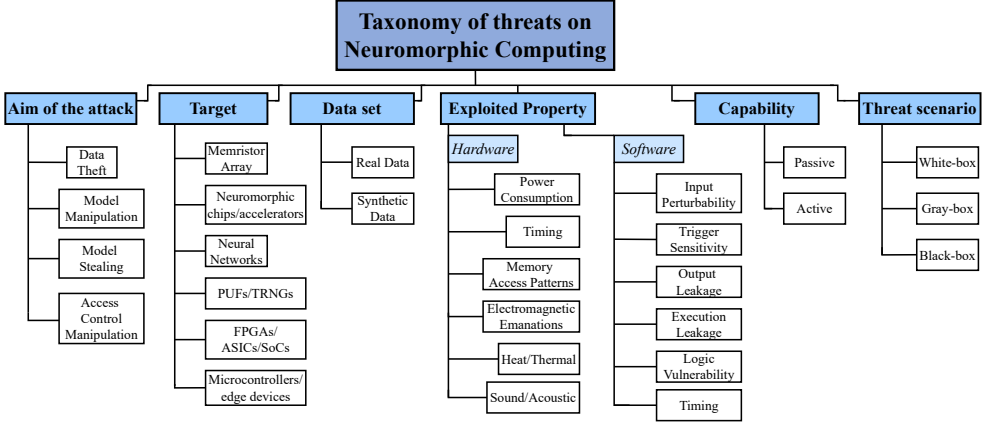 Taxonomy of threats on
Neuromorphic Computing
Aim of the attack
Data
Theft
Model
Manipulation
Model
Stealing
Access
Control
Manipulation
Target
Memristor
Array
Neuromorphic
chips/accelerators
Neural
Networks
PUFs/TRNGs
FPGAs/
ASICs/SoCs
Microcontrollers/
edge devices
Data set
Real Data
Synthetic
Data
Exploited Property
Hardware
Power
Consumption
Timing
Memory
Access Patterns
Electromagnetic
Emanations
Heat/Thermal
Sound/Acoustic
Software
Input
Perturbability
Trigger
Sensitivity
Output
Leakage
Execution
Leakage
Logic
Vulnerability
Timing
Capability
Passive
Active
Threat scenario
White-box
Gray-box
Black-box